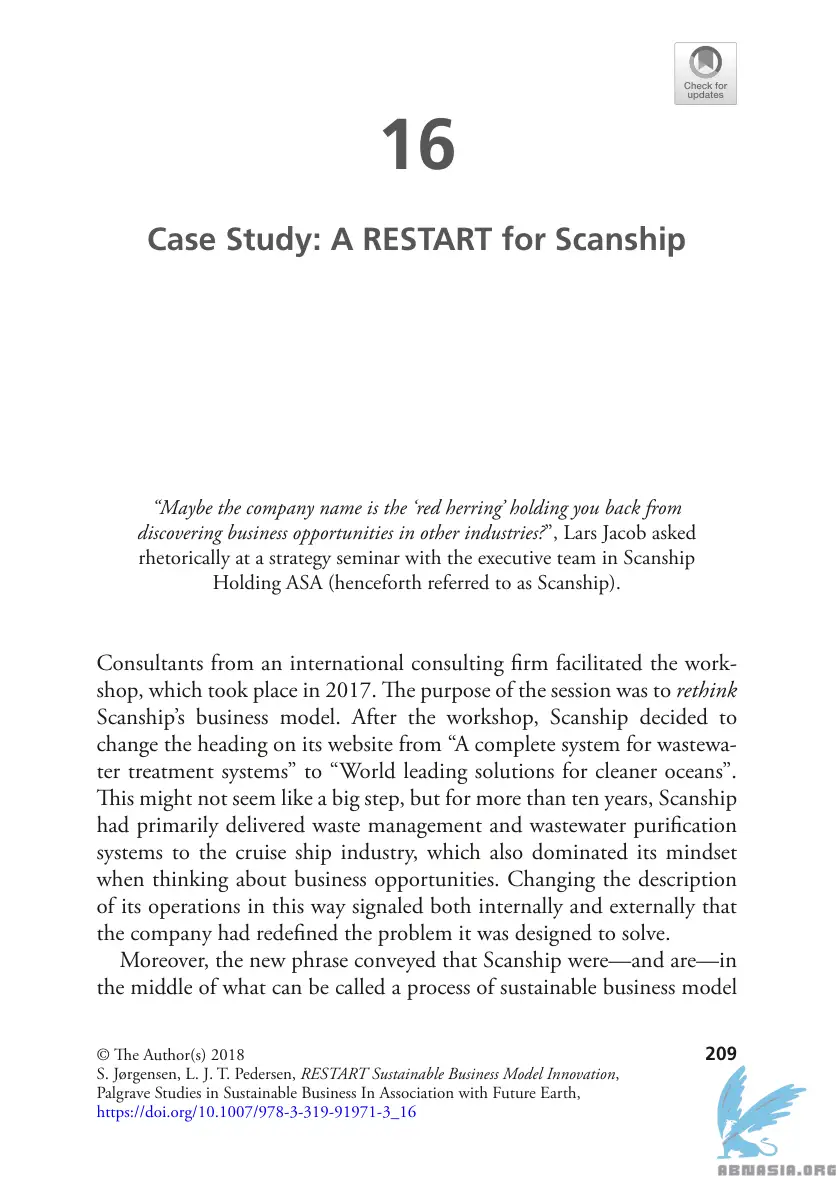 Check for
updates
16
Case Study: A RESTART for Scanship
“Maybe the company name is the ‘red herring’ holding you back from
discovering business opportunities in other industries?”, Lars Jacob asked
rhetorically at a strategy seminar with the executive team in Scanship
Holding ASA (henceforth referred to as Scanship).
Consultants from an international consulting firm facilitated the work-
shop, which took place in 2017. The purpose of the session was to rethink
Scanship’s business model. After the workshop, Scanship decided to
change the heading on its website from “A complete system for wastewa-
ter treatment systems” to “World leading solutions for cleaner oceans”.
This might not seem like a big step, but for more than ten years, Scanship
had primarily delivered waste management and wastewater purification
systems to the cruise ship industry, which also dominated its mindset
when thinking about business opportunities. Changing the description
of its operations in this way signaled both internally and externally that
the company had redefined the problem it was designed to solve.
Moreover, the new phrase conveyed that Scanship were—and are—in
the middle of what can be called a process of sustainable business model
© The Author(s) 2018
209
S. Jørgensen, L. J. T. Pedersen, RESTART Sustainable Business Model Innovation,
Palgrave Studies in Sustainable Business In Association with Future Earth,
https://doi.org/10.1007/978-3-319-91971-3_16
ABNASIA.ORG